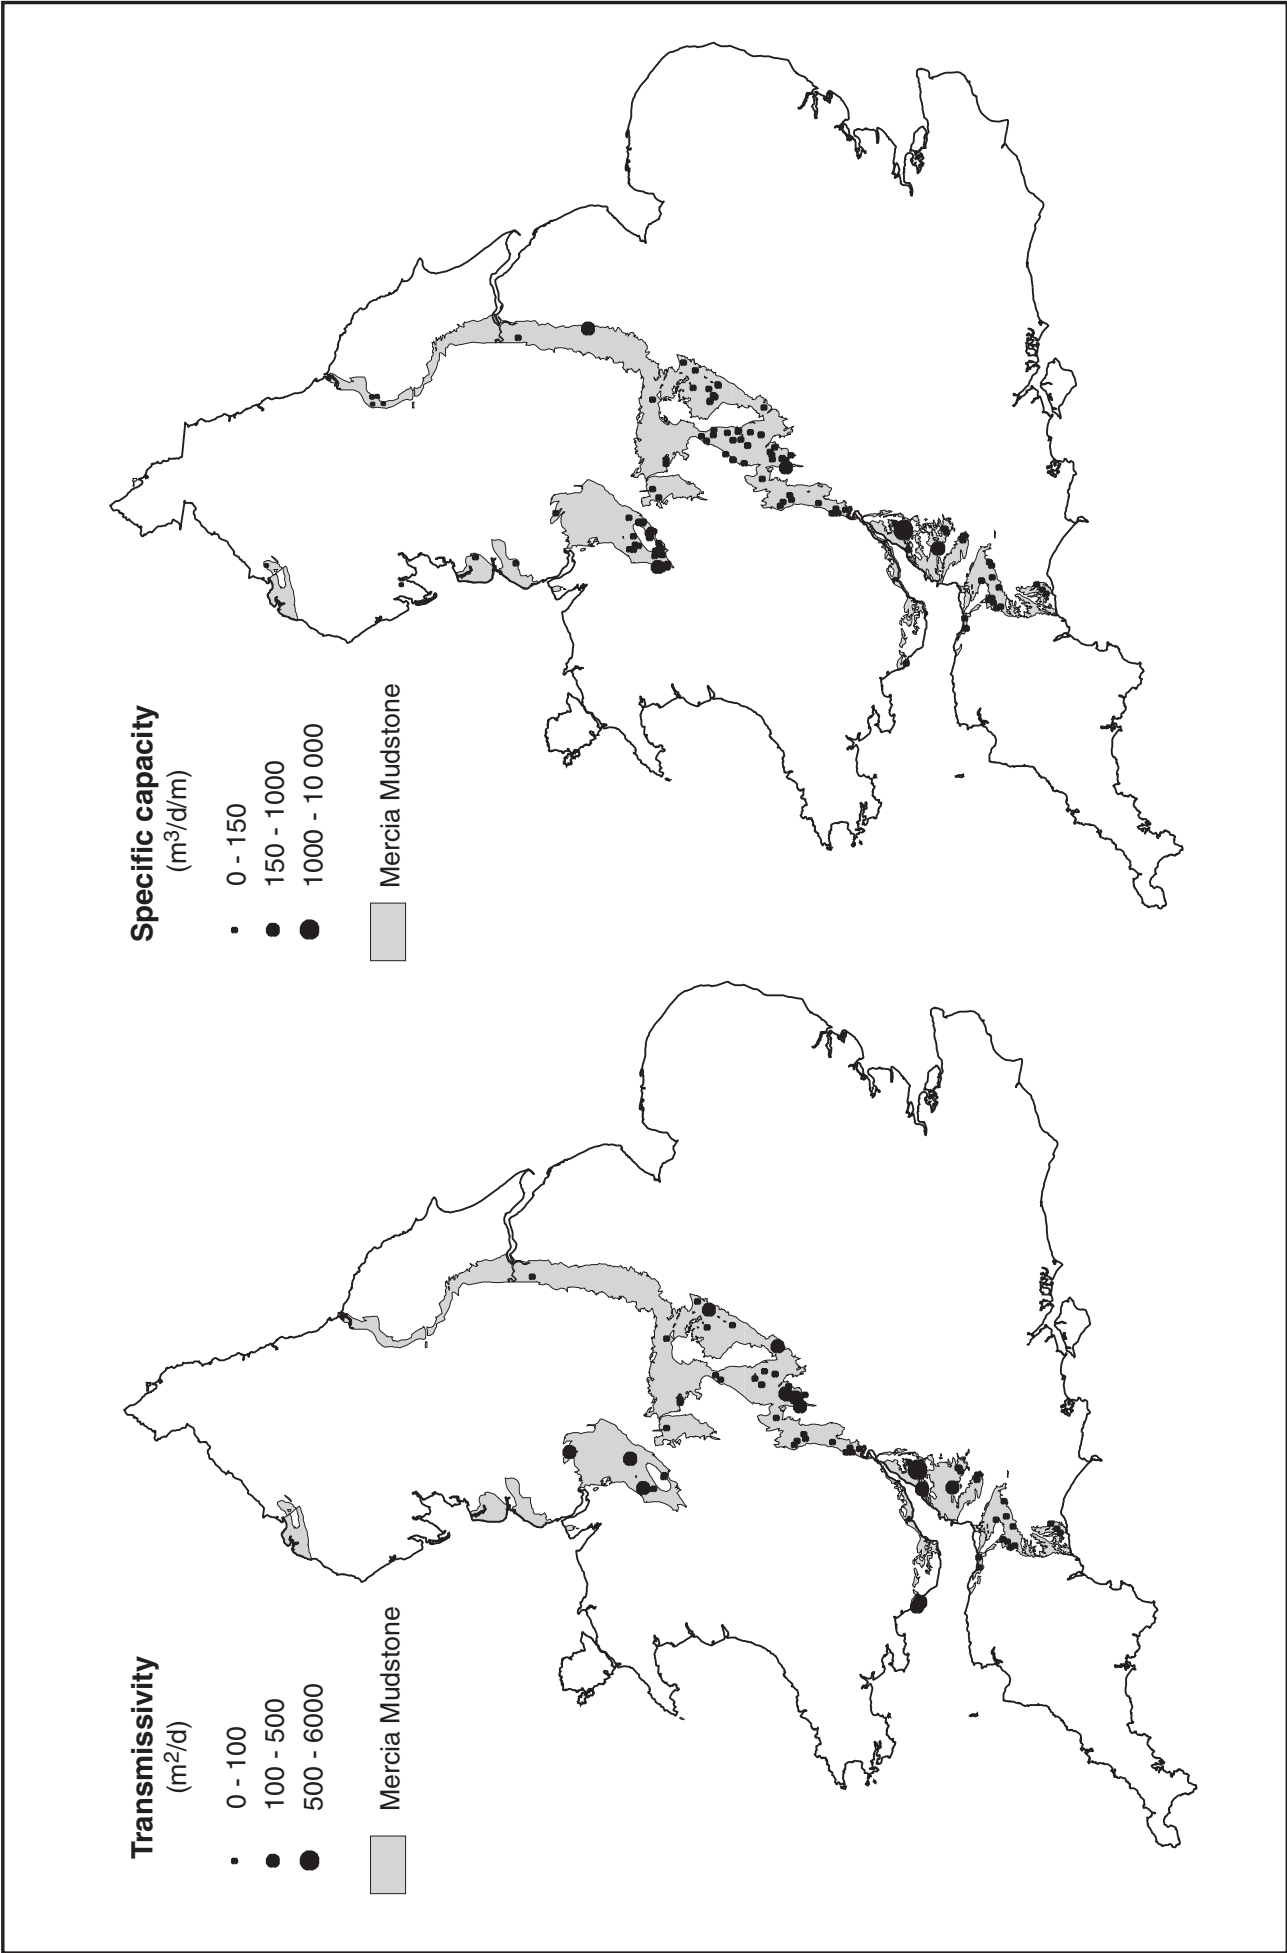 Transmissivity
(m²/d)
0 - 100
100 - 500
500 - 6000
Mercia Mudstone
Specific capacity
(m³/d/m)
0 - 150
150 - 1000
1000 - 10 000
Mercia Mudstone